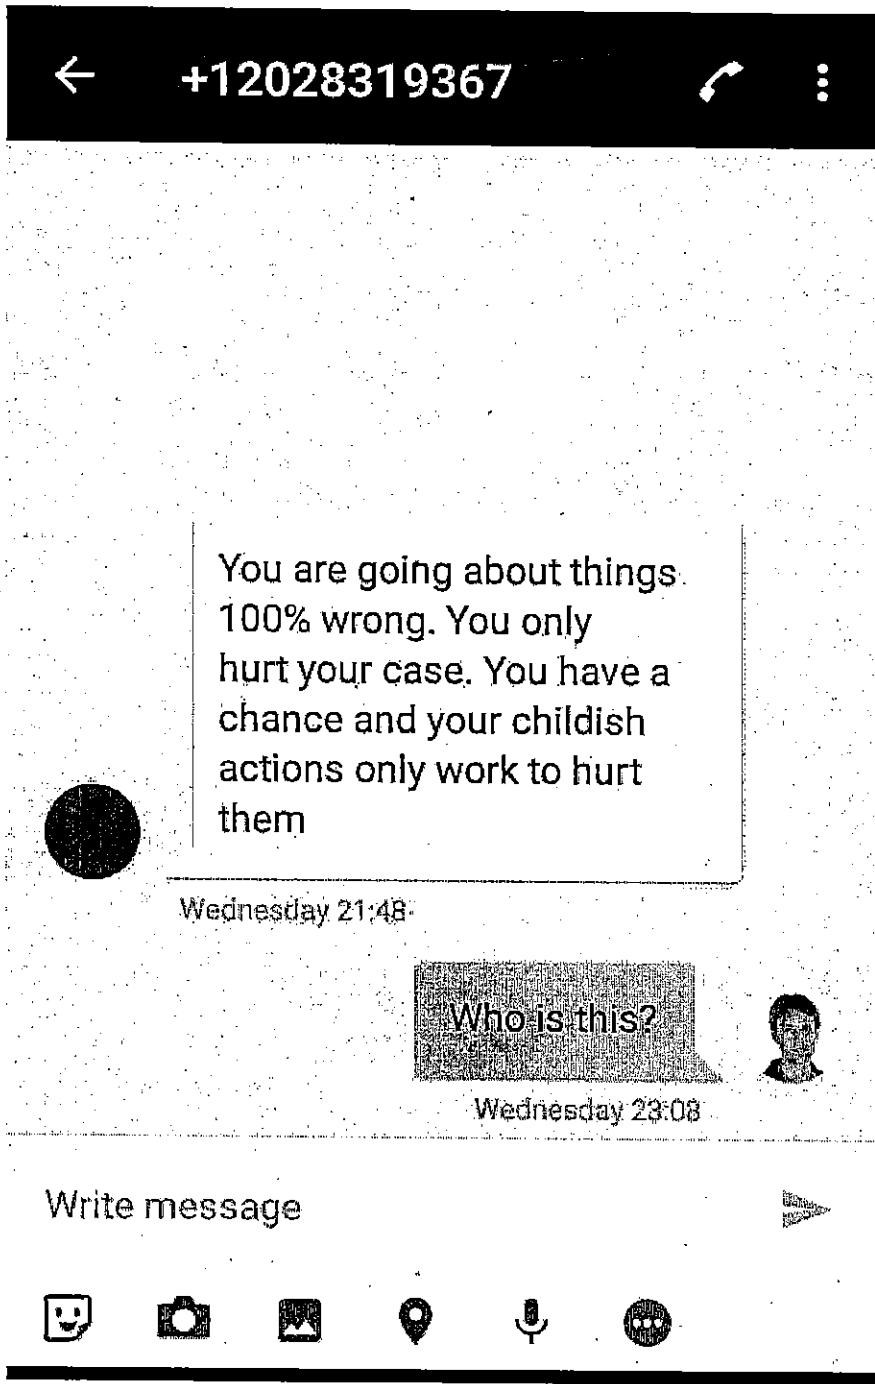 +12028319367
You are going about things
100% wrong. You only
hurt your case. You have a
chance and your childish
actions only work to hurt
them
Wednesday 21:48
Who is this?
Wednesday 23:08
Write message